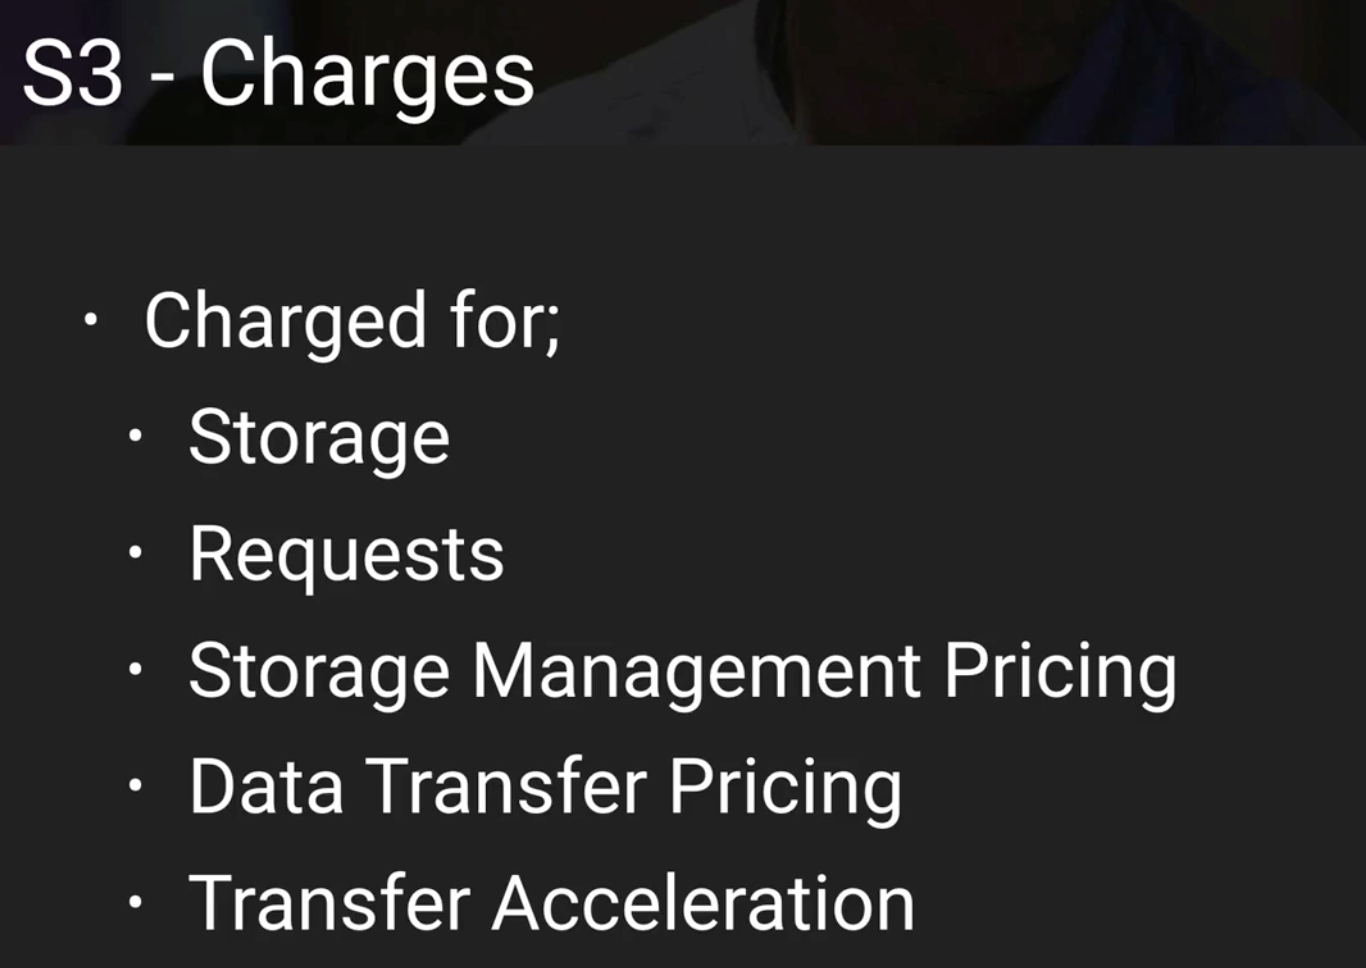 S3 - Charges
• Charged for;
• Storage
• Requests
• Storage Management Pricing
• Data Transfer Pricing
• Transfer Acceleration